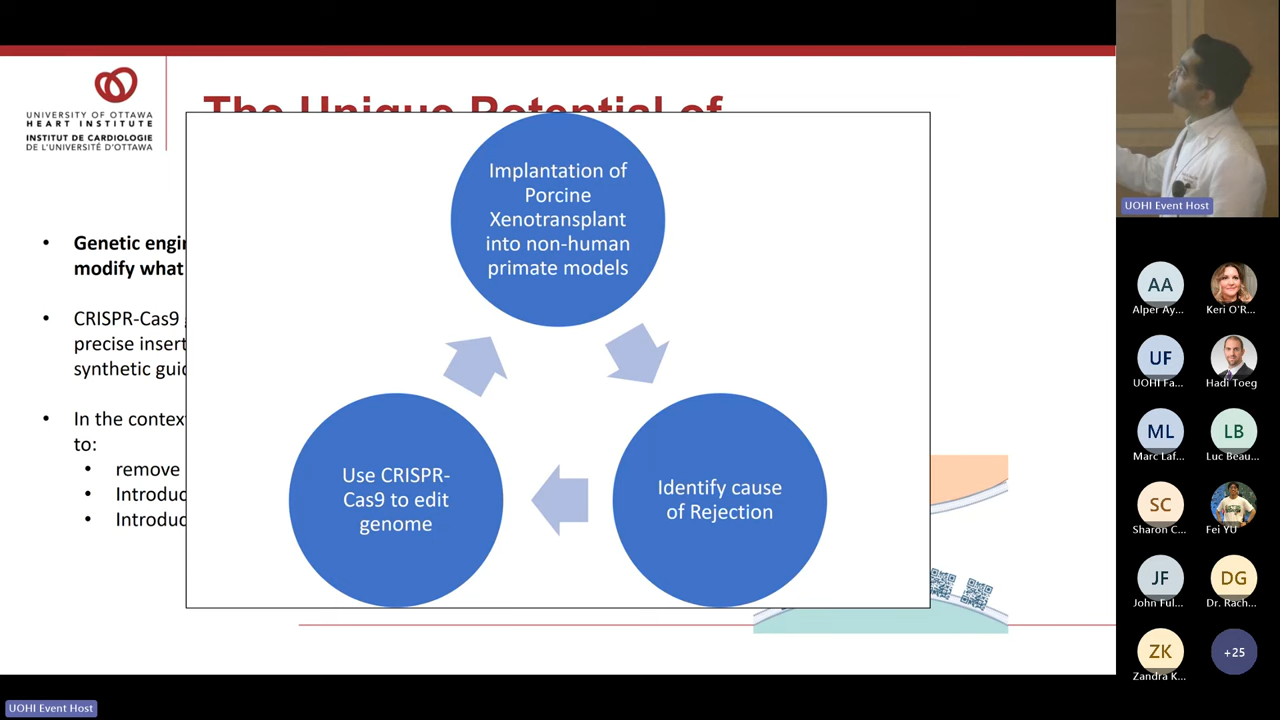 UNIVERSITY OF OTTAWA
HEART INSTITUTE
INSTITUT DE CARDIOLOGIE
DE L'UNIVERSITÉ D'OTTAWA
The Unique Potential of
• Genetic engi
modify what
• CRISPR-Cas9
precise insert
synthetic guid
• In the contex
to:
• remove
• Introduc
• Introduc
Implantation of
Porcine
Xenotransplant
into non-human
primate models
Use CRISPR-
Cas9 to edit
genome
Identify cause
of Rejection
UOHI Event Host
AA
Alper Ay...
Keri O'R...
UF
UOHI Fa...
Hadi Toeg
ML
Marc Laf...
LB
Luc Beau...
SC
Sharon C...
Fei YU
JF
John Ful...
DG
Dr. Rach...
ZK
Zandra K...
+25
UOHI Event Host